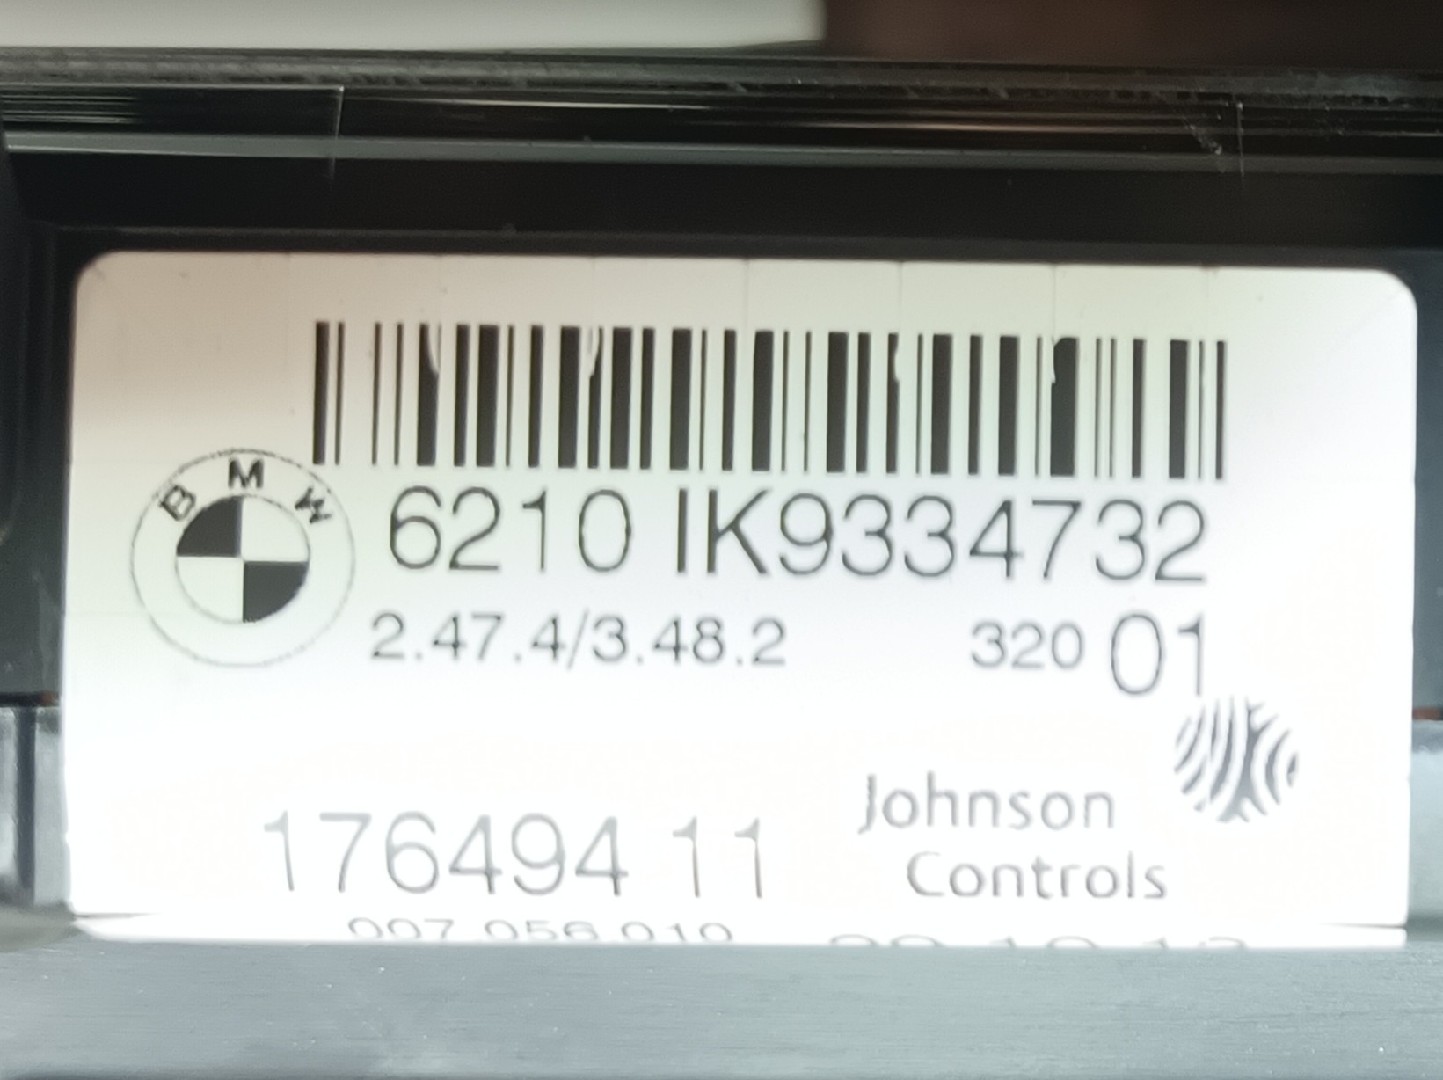 BMW
6210 IK9334732
2.47.4/3.48.2 320 01
Johnson
Controls
176494 11